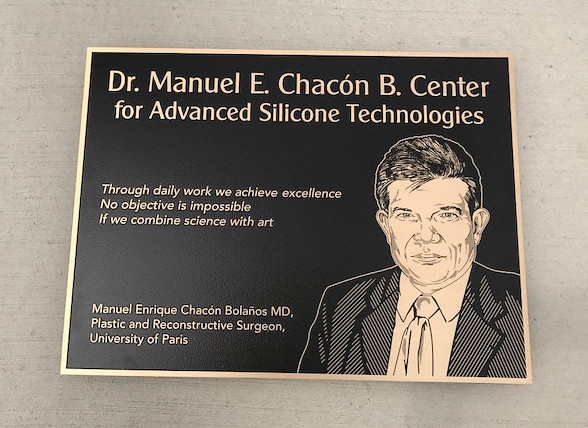 Dr. Manuel E. Chacón B. Center
for Advanced Silicone Technologies
Through daily work we achieve excellence
No objective is impossible
If we combine science with art
Manuel Enrique Chacón Bolaños MD,
Plastic and Reconstructive Surgeon,
University of Paris